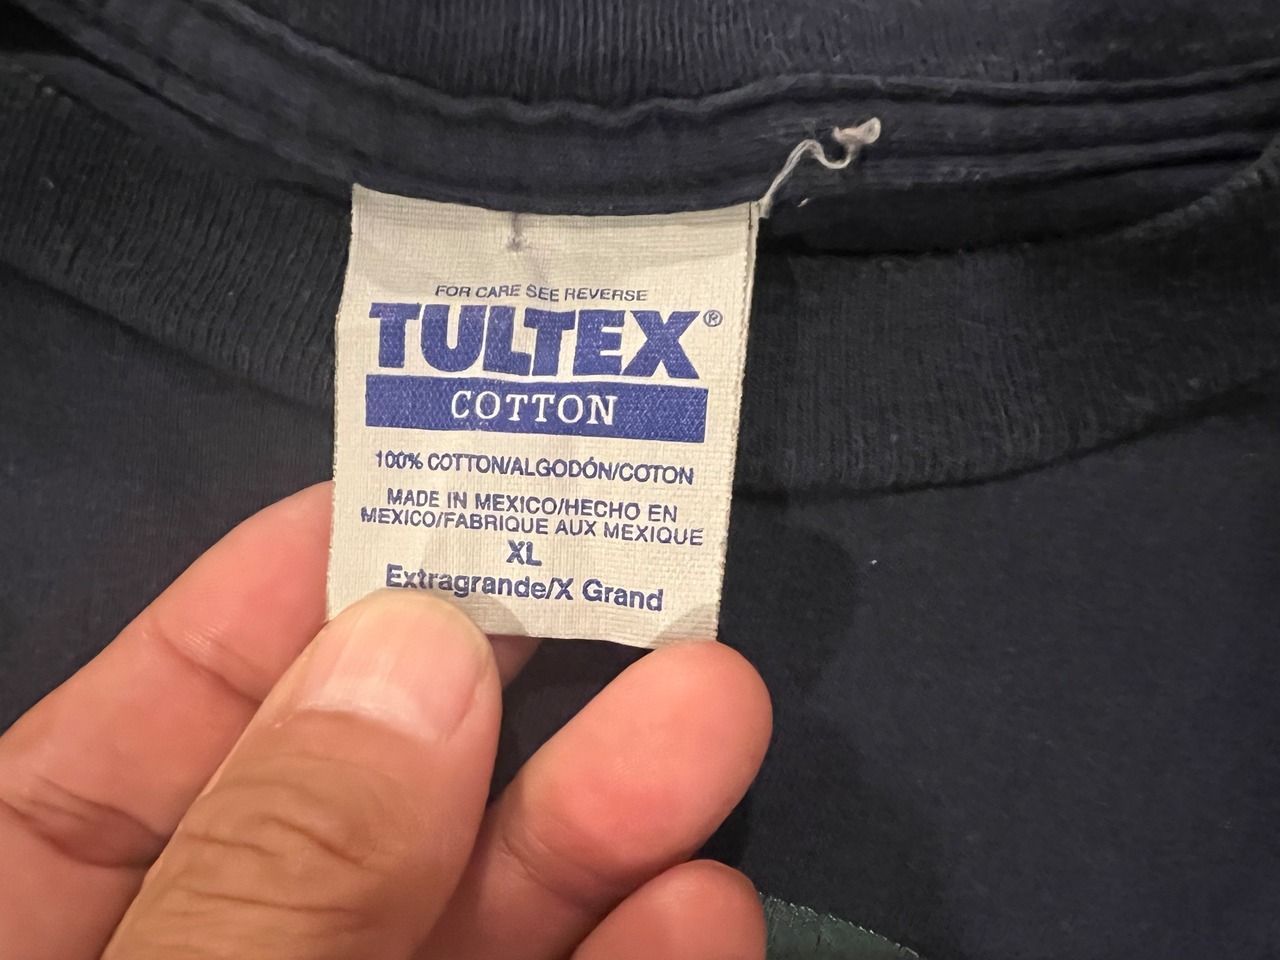 FOR CARE SEE REVERSE
TULTEX®
COTTON
100% COTTON/ALGODÓN/COTON
MADE IN MEXICO/HECHO EN
MEXICO/FABRIQUE AUX MEXIQUE
XL
Extragrande/X Grand